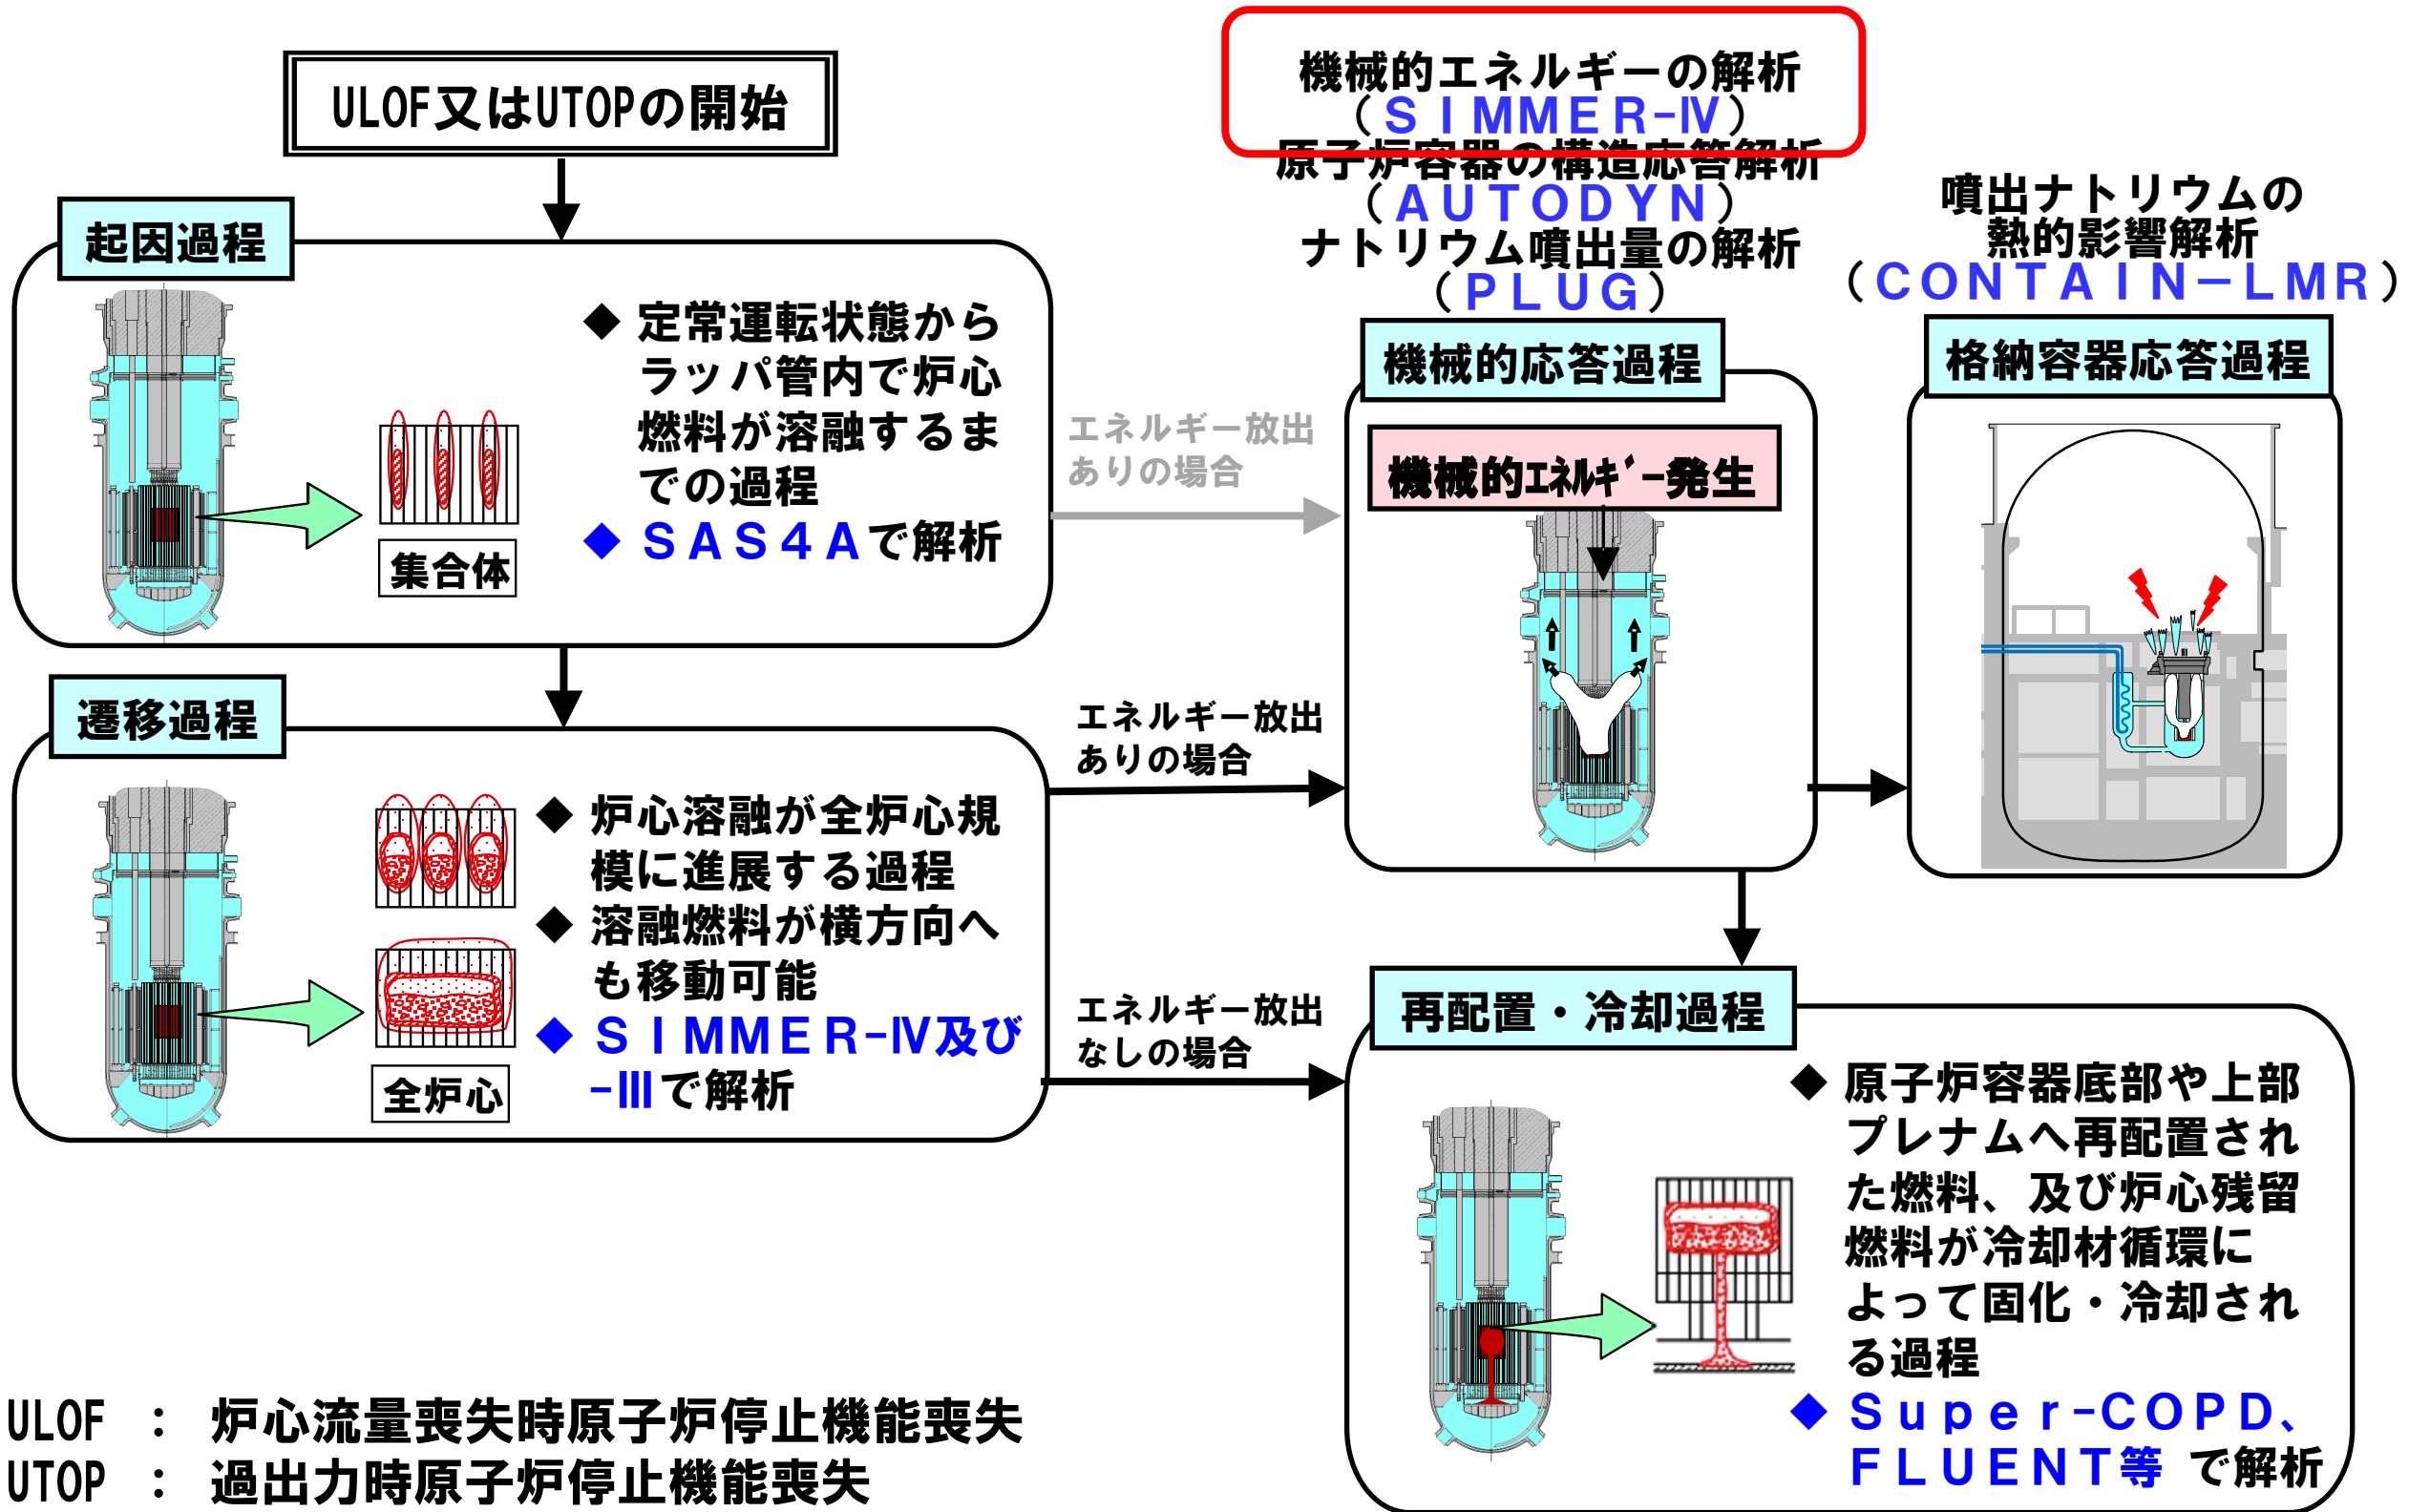 ULOF又はUTOPの開始
起因過程
◆ 定常運転状態から
ラッパ管内で炉心
燃料が溶融するま
での過程
◆ SAS4Aで解析
集合体
エネルギー放出
ありの場合
遷移過程
◆ 炉心溶融が全炉心規
模に進展する過程
◆ 溶融燃料が横方向へ
も移動可能
◆ SIMMER-Ⅳ及び
-Ⅲで解析
全炉心
エネルギー放出
ありの場合
エネルギー放出
なしの場合
機械的エネルギーの解析
(SIMMER-Ⅳ)
原子炉容器の構造応答解析
(AUTODYN)
ナトリウム噴出量の解析
(PLUG)
機械的応答過程
機械的エネルギー発生
噴出ナトリウムの
熱的影響解析
(CONTAIN-LMR)
格納容器応答過程
再配置・冷却過程
◆ 原子炉容器底部や上部
プレナムへ再配置され
た燃料、及び炉心残留
燃料が冷却材循環に
よって固化・冷却され
る過程
◆ Super-COPD、
FLUENT等 で解析
ULOF : 炉心流量喪失時原子炉停止機能喪失
UTOP : 過出力時原子炉停止機能喪失